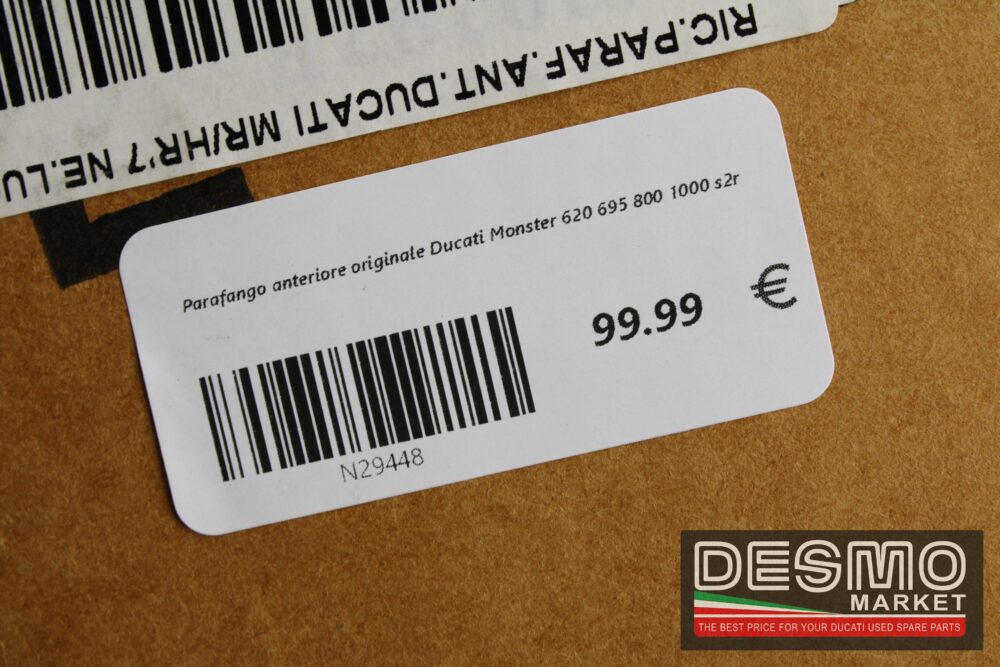 RIC.PARAF.ANT.DUCATI MR/HR'7 NE.LU
Parafango anteriore originale Ducati Monster 620 695 800 1000 s2r
99.99 €
N29448
DESMO
MARKET
THE BEST PRICE FOR YOUR DUCATI USED SPARE PARTS